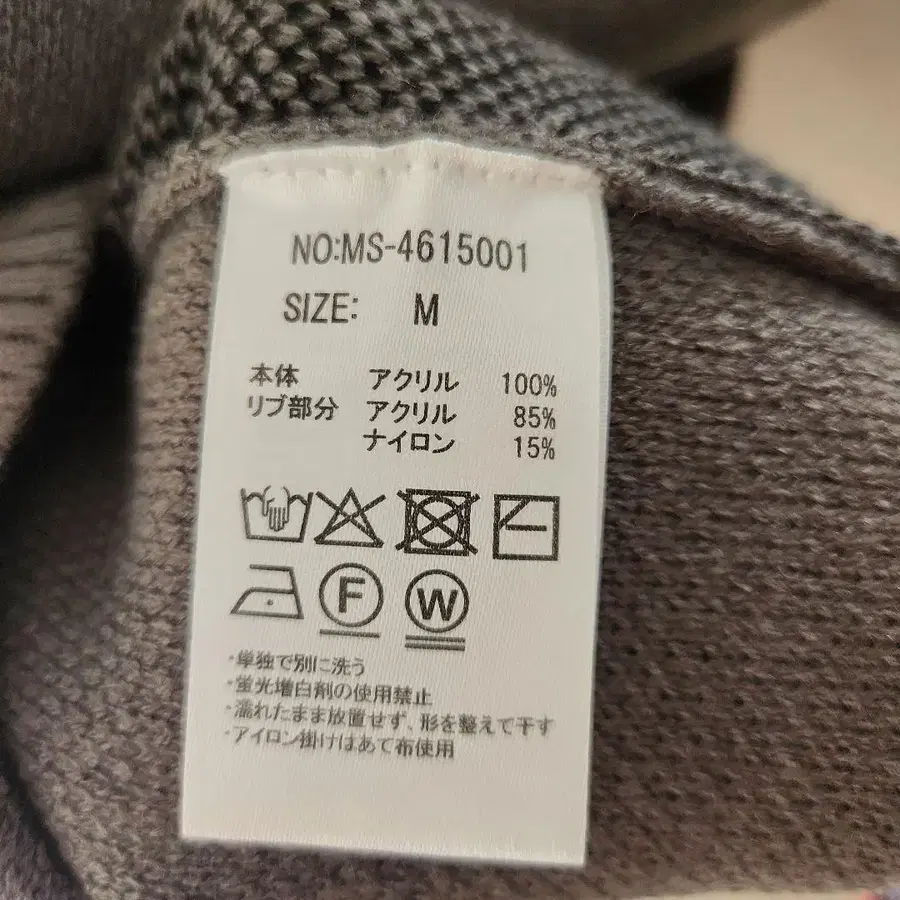 NO:MS-4615001
SIZE: M
本体 アクリル 100%
リブ部分 アクリル 85%
ナイロン 15%
F
W
・単独で別に洗う
・蛍光増白剤の使用禁止
・濡れたまま放置せず、形を整えて干す
・アイロン掛けはあて布使用